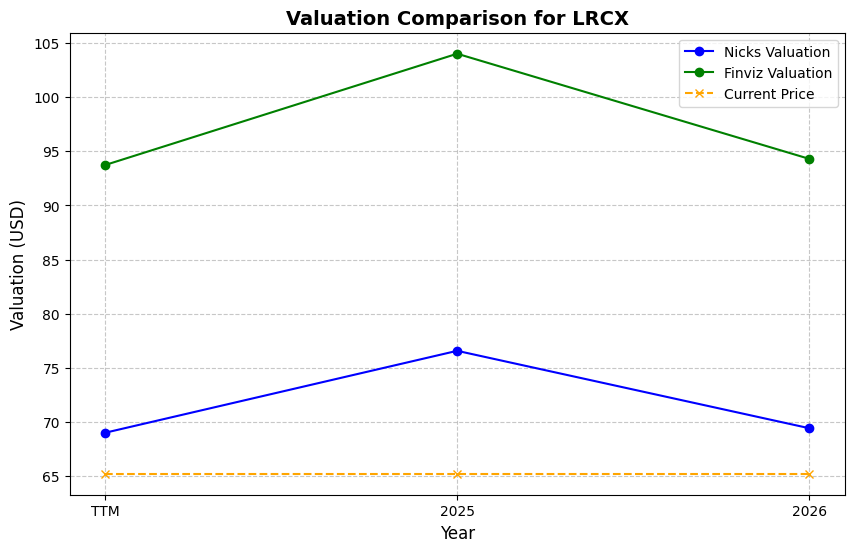 Valuation Comparison for LRCX
Nicks Valuation
Finviz Valuation
Current Price
Valuation (USD)
105
100
95
90
85
80
75
70
65
TTM
2025
2026
Year